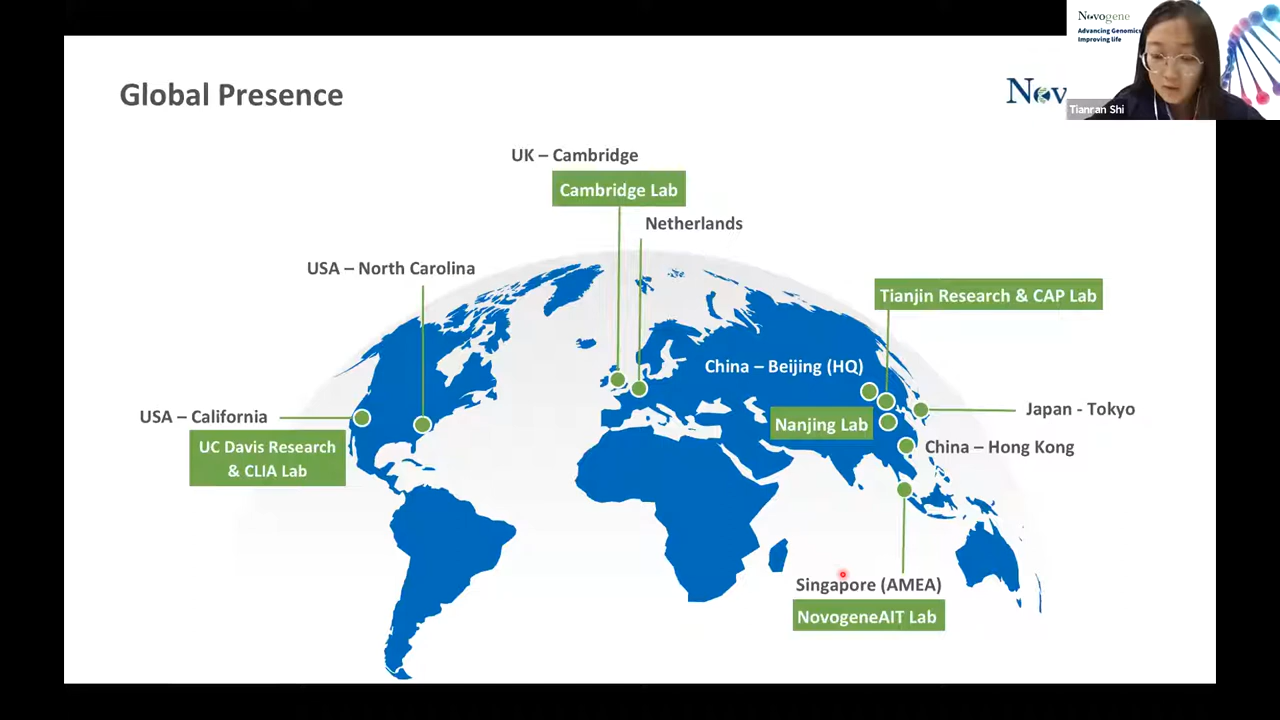 Global Presence
Nov
Novogene
Advancing Genomics
Improving life
Tianran Shi
UK – Cambridge
Cambridge Lab
Netherlands
USA – North Carolina
Tianjin Research & CAP Lab
China – Beijing (HQ)
USA – California
Japan - Tokyo
Nanjing Lab
UC Davis Research
& CLIA Lab
China – Hong Kong
Singapore (AMEA)
NovogeneAIT Lab